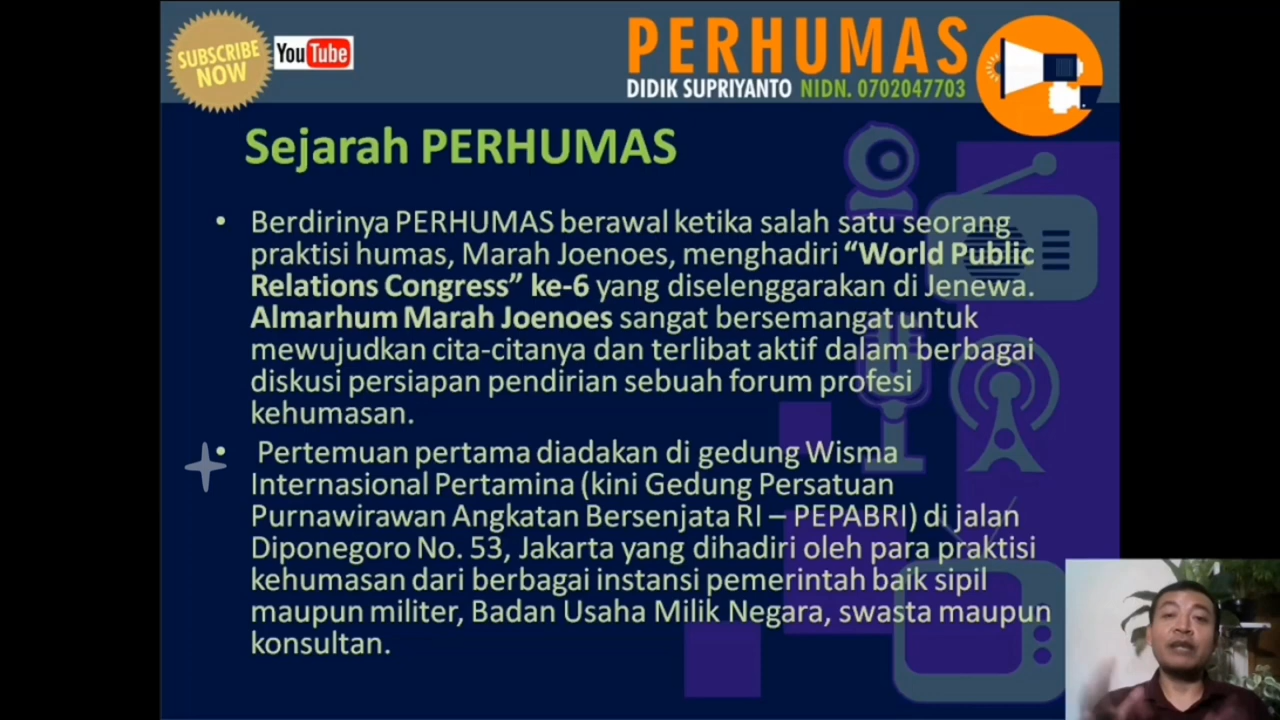 SUBSCRIBE
NOW
YouTube
PERHUMAS
DIDIK SUPRIYANTO NIDN. 0702047703
Sejarah PERHUMAS
• Berdirinya PERHUMAS berawal ketika salah satu seorang
praktisi humas, Marah Joenoes, menghadiri “World Public
Relations Congress” ke-6 yang diselenggarakan di Jenewa.
Almarhum Marah Joenoes sangat bersemangat untuk
mewujudkan cita-citanya dan terlibat aktif dalam berbagai
diskusi persiapan pendirian sebuah forum profesi
kehumasan.
• Pertemuan pertama diadakan di gedung Wisma
Internasional Pertamina (kini Gedung Persatuan
Purnawirawan Angkatan Bersenjata RI – PEPABRI) di jalan
Diponegoro No. 53, Jakarta yang dihadiri oleh para praktisi
kehumasan dari berbagai instansi pemerintah baik sipil
maupun militer, Badan Usaha Milik Negara, swasta maupun
konsultan.